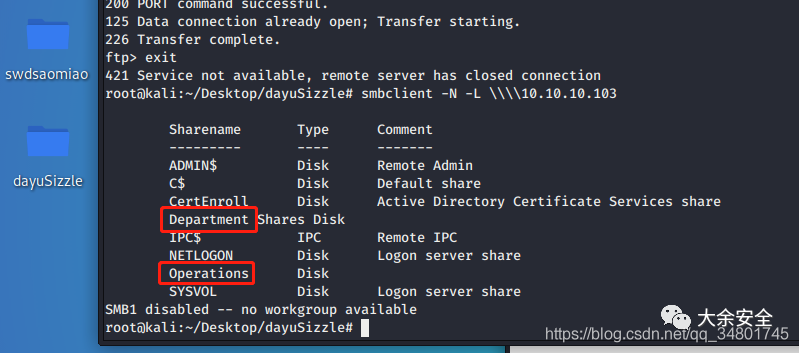 200 PORT command successful.
125 Data connection already open; Transfer starting.
226 Transfer complete.
ftp> exit
421 Service not available, remote server has closed connection
root@kali:~/Desktop/dayuSizzle# smbclient -N -L \\\\10.10.10.103
Sharename Type Comment
--------- ---- -------
ADMIN$ Disk Remote Admin
C$ Disk Default share
CertEnroll Disk Active Directory Certificate Services share
Department Shares Disk
IPC$ IPC Remote IPC
NETLOGON Disk Logon server share
Operations Disk
SYSVOL Disk Logon server share
SMB1 disabled -- no workgroup available
root@kali:~/Desktop/dayuSizzle#
swdsaomiao
dayuSizzle
大余安全
https://blog.csdn.net/qq_34801745